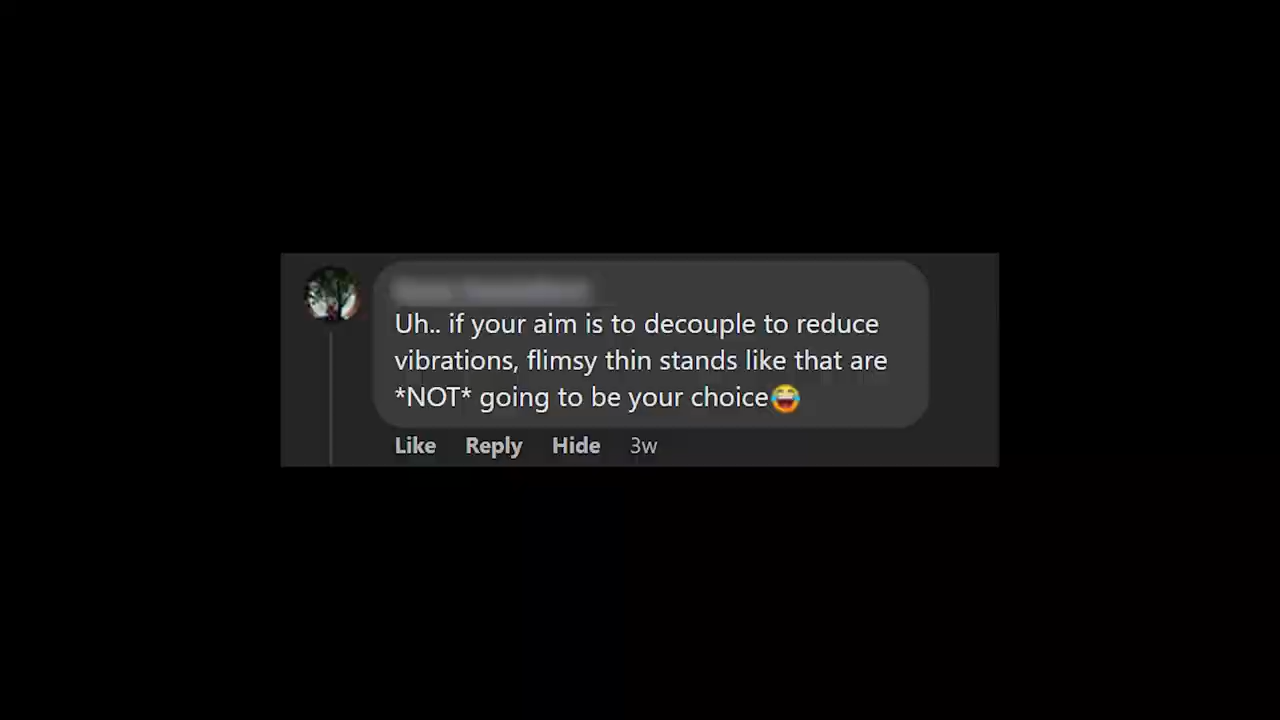 Uh.. if your aim is to decouple to reduce
vibrations, flimsy thin stands like that are
*NOT* going to be your choice😂
Like Reply Hide 3w